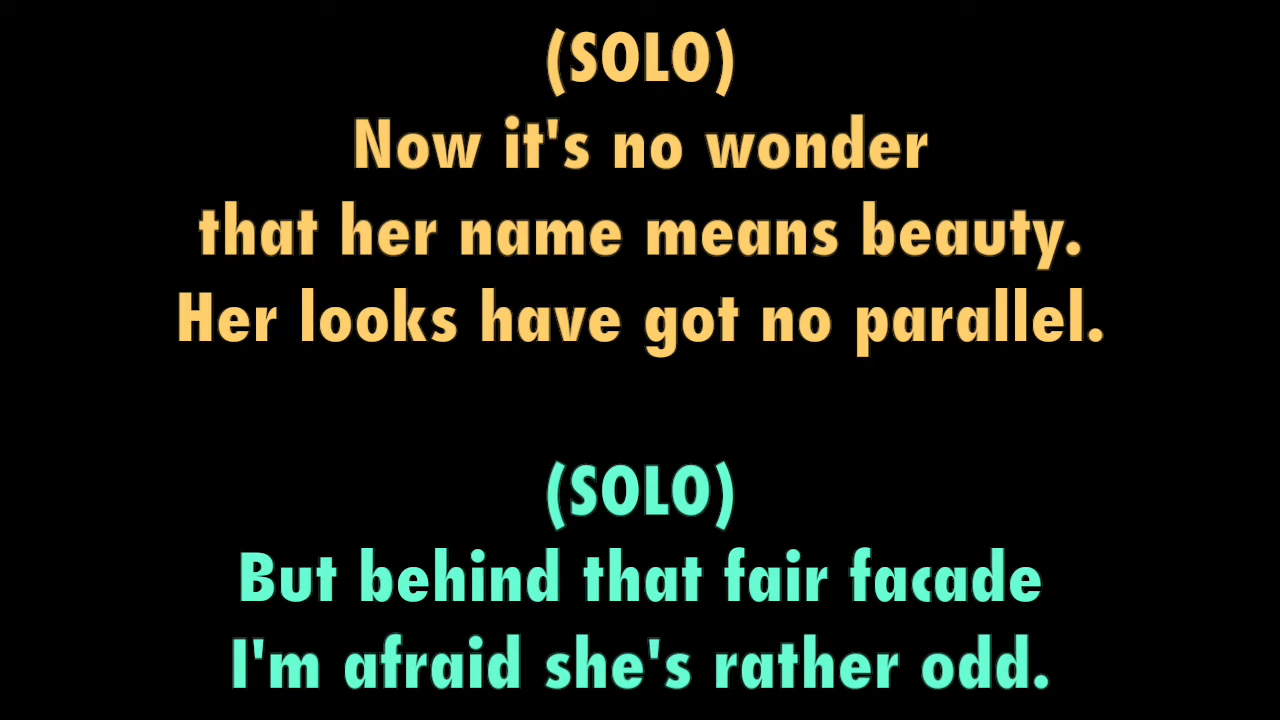 (SOLO)
Now it's no wonder
that her name means beauty.
Her looks have got no parallel.
(SOLO)
But behind that fair facade
I'm afraid she's rather odd.